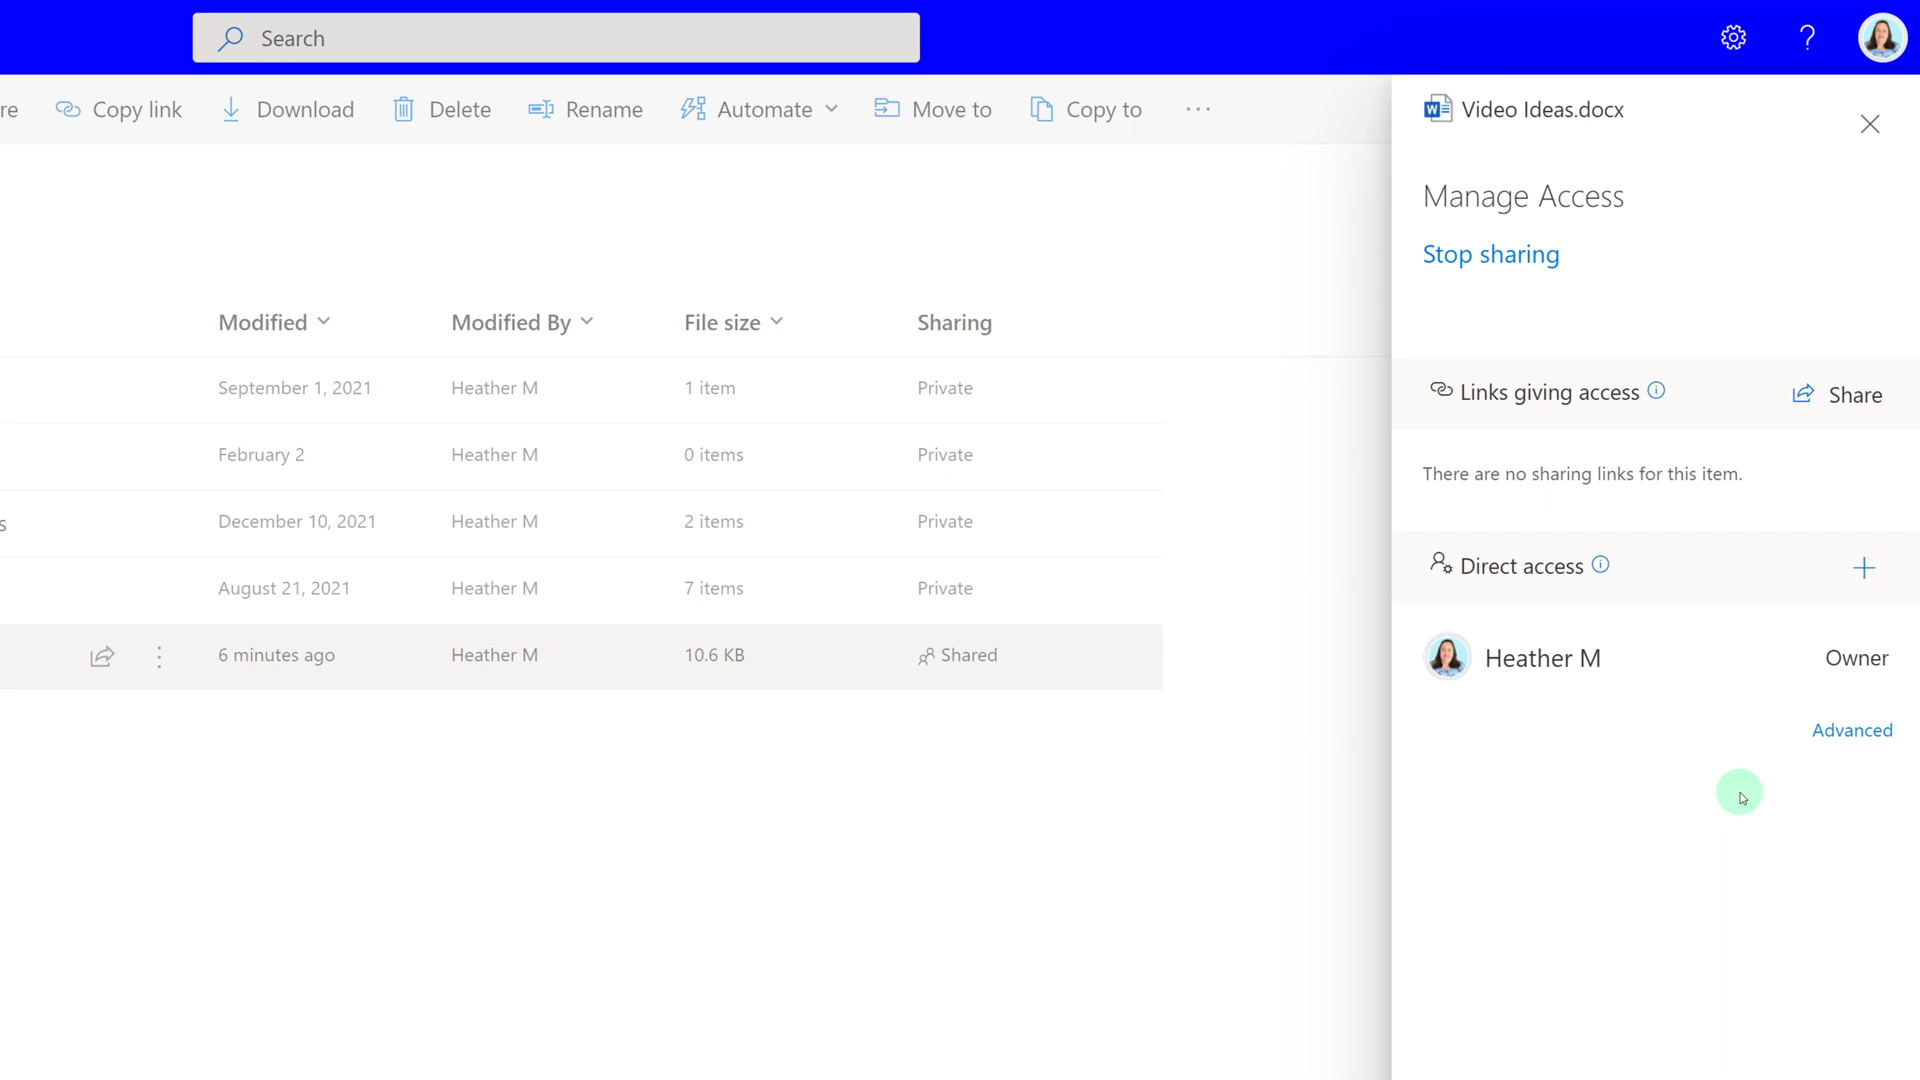 Search
re Copy link Download Delete Rename Automate Move to Copy to
Modified Modified By File size Sharing
September 1, 2021 Heather M 1 item Private
February 2 Heather M 0 items Private
s December 10, 2021 Heather M 2 items Private
August 21, 2021 Heather M 7 items Private
6 minutes ago Heather M 10.6 KB Shared
Video Ideas.docx
Manage Access
Stop sharing
Links giving access Share
There are no sharing links for this item.
Direct access
Heather M Owner
Advanced